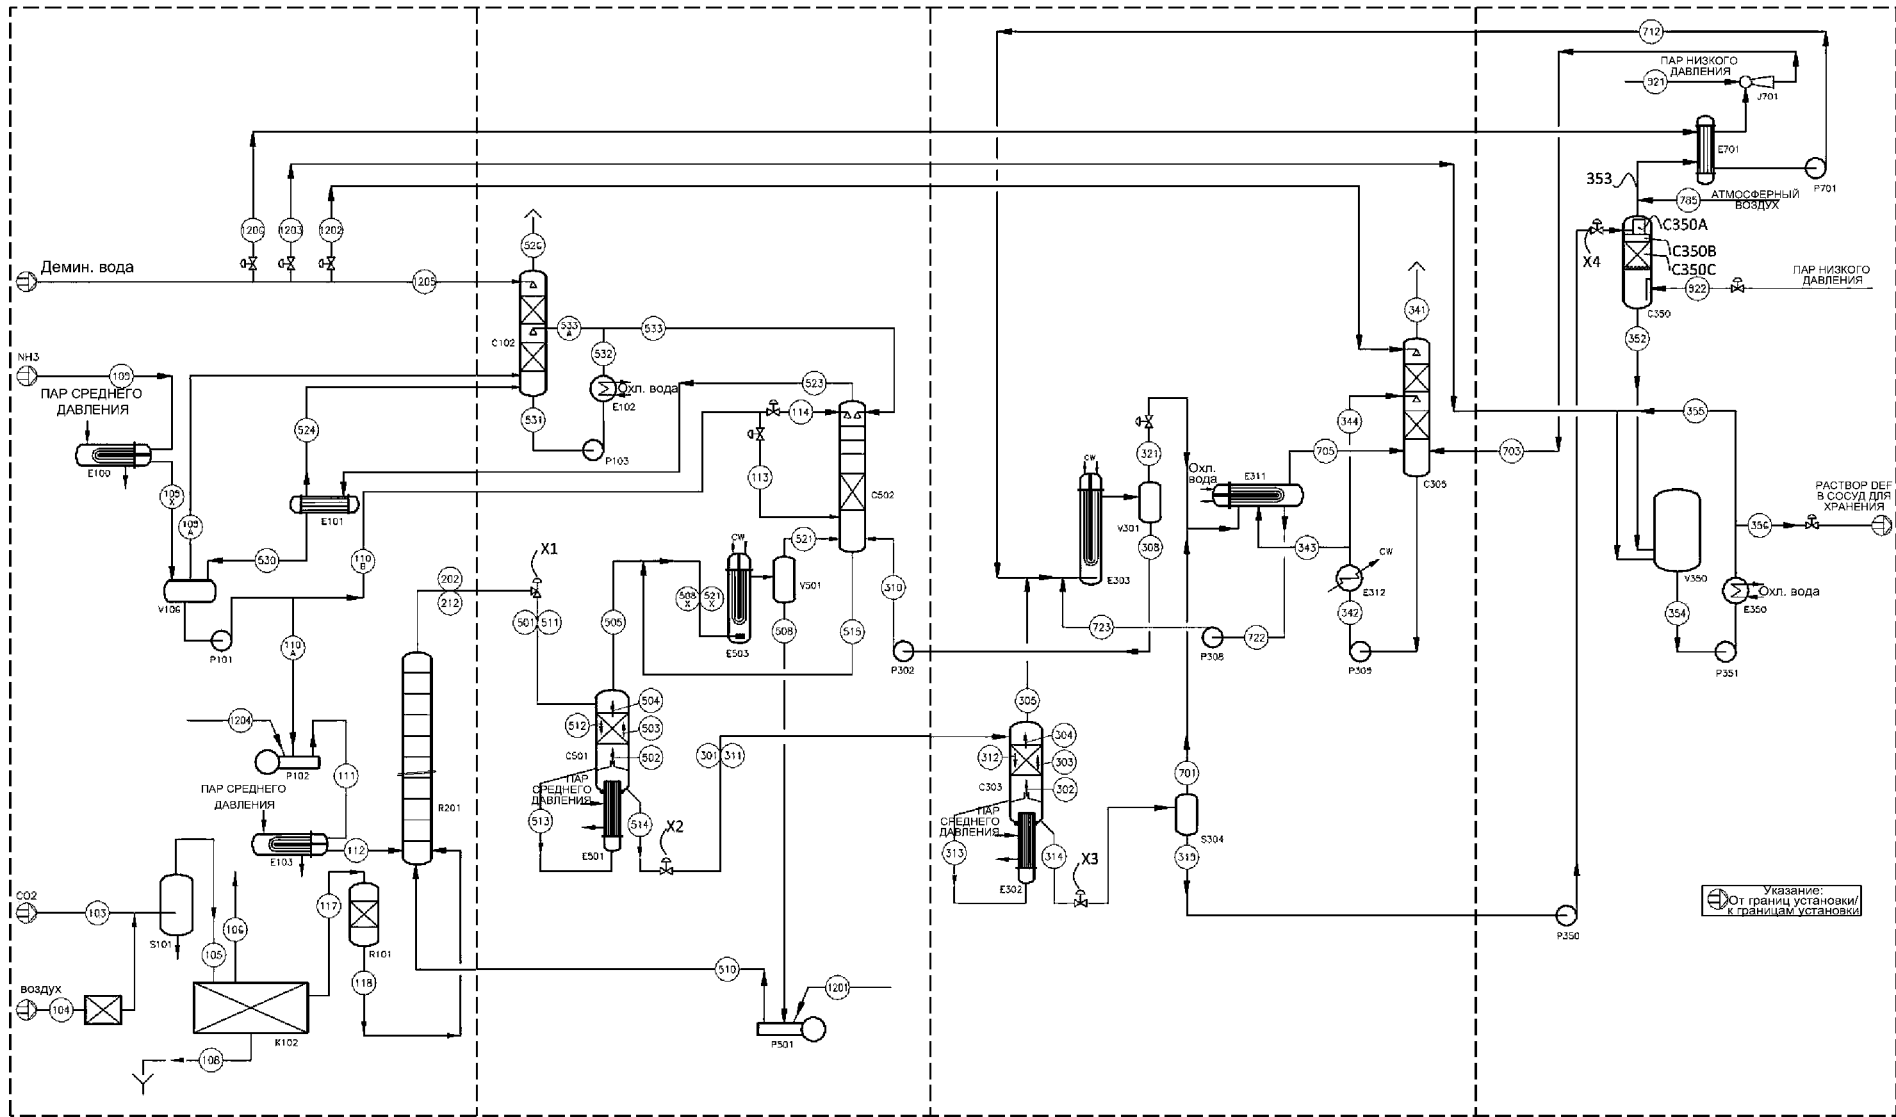 712
ПАР НИЗКОГО
ДАВЛЕНИЯ
921
J701
E701
P701
353
785
АТМОСФЕРНЫЙ
ВОЗДУХ
C350A
C350B
C350C
X4
ПАР НИЗКОГО
ДАВЛЕНИЯ
922
C350
352
1206
1203
1202
Демин. вода
1205
526
533
A
533
C102
532
Охл. вода
E102
531
P103
NH3
109
ПАР СРЕДНЕГО
ДАВЛЕНИЯ
E100
109
X
109
A
524
E101
530
110
B
V106
P101
110
A
523
114
113
C502
CW
521
V501
508
X
521
X
E503
508
515
310
P302
341
344
C305
321
CW
V301
308
E303
Охл.
вода
E311
705
703
343
CW
E312
342
P309
723
P308
722
355
РАСТВОР DEF
В СОСУД ДЛЯ
ХРАНЕНИЯ
356
V350
354
E350
Охл. вода
P351
X1
202
212
501
511
505
504
512
503
C501
502
ПАР
СРЕДНЕГО
ДАВЛЕНИЯ
513
514
E501
X2
301
311
305
304
312
303
C303
302
ПАР
СРЕДНЕГО
ДАВЛЕНИЯ
313
314
E302
X3
701
S304
315
P350
1204
P102
111
ПАР СРЕДНЕГО
ДАВЛЕНИЯ
E103
112
R201
CO2
103
S101
105
106
117
R101
118
воздух
104
K102
108
510
1201
P501
Указание:
От границ установки/
к границам установки